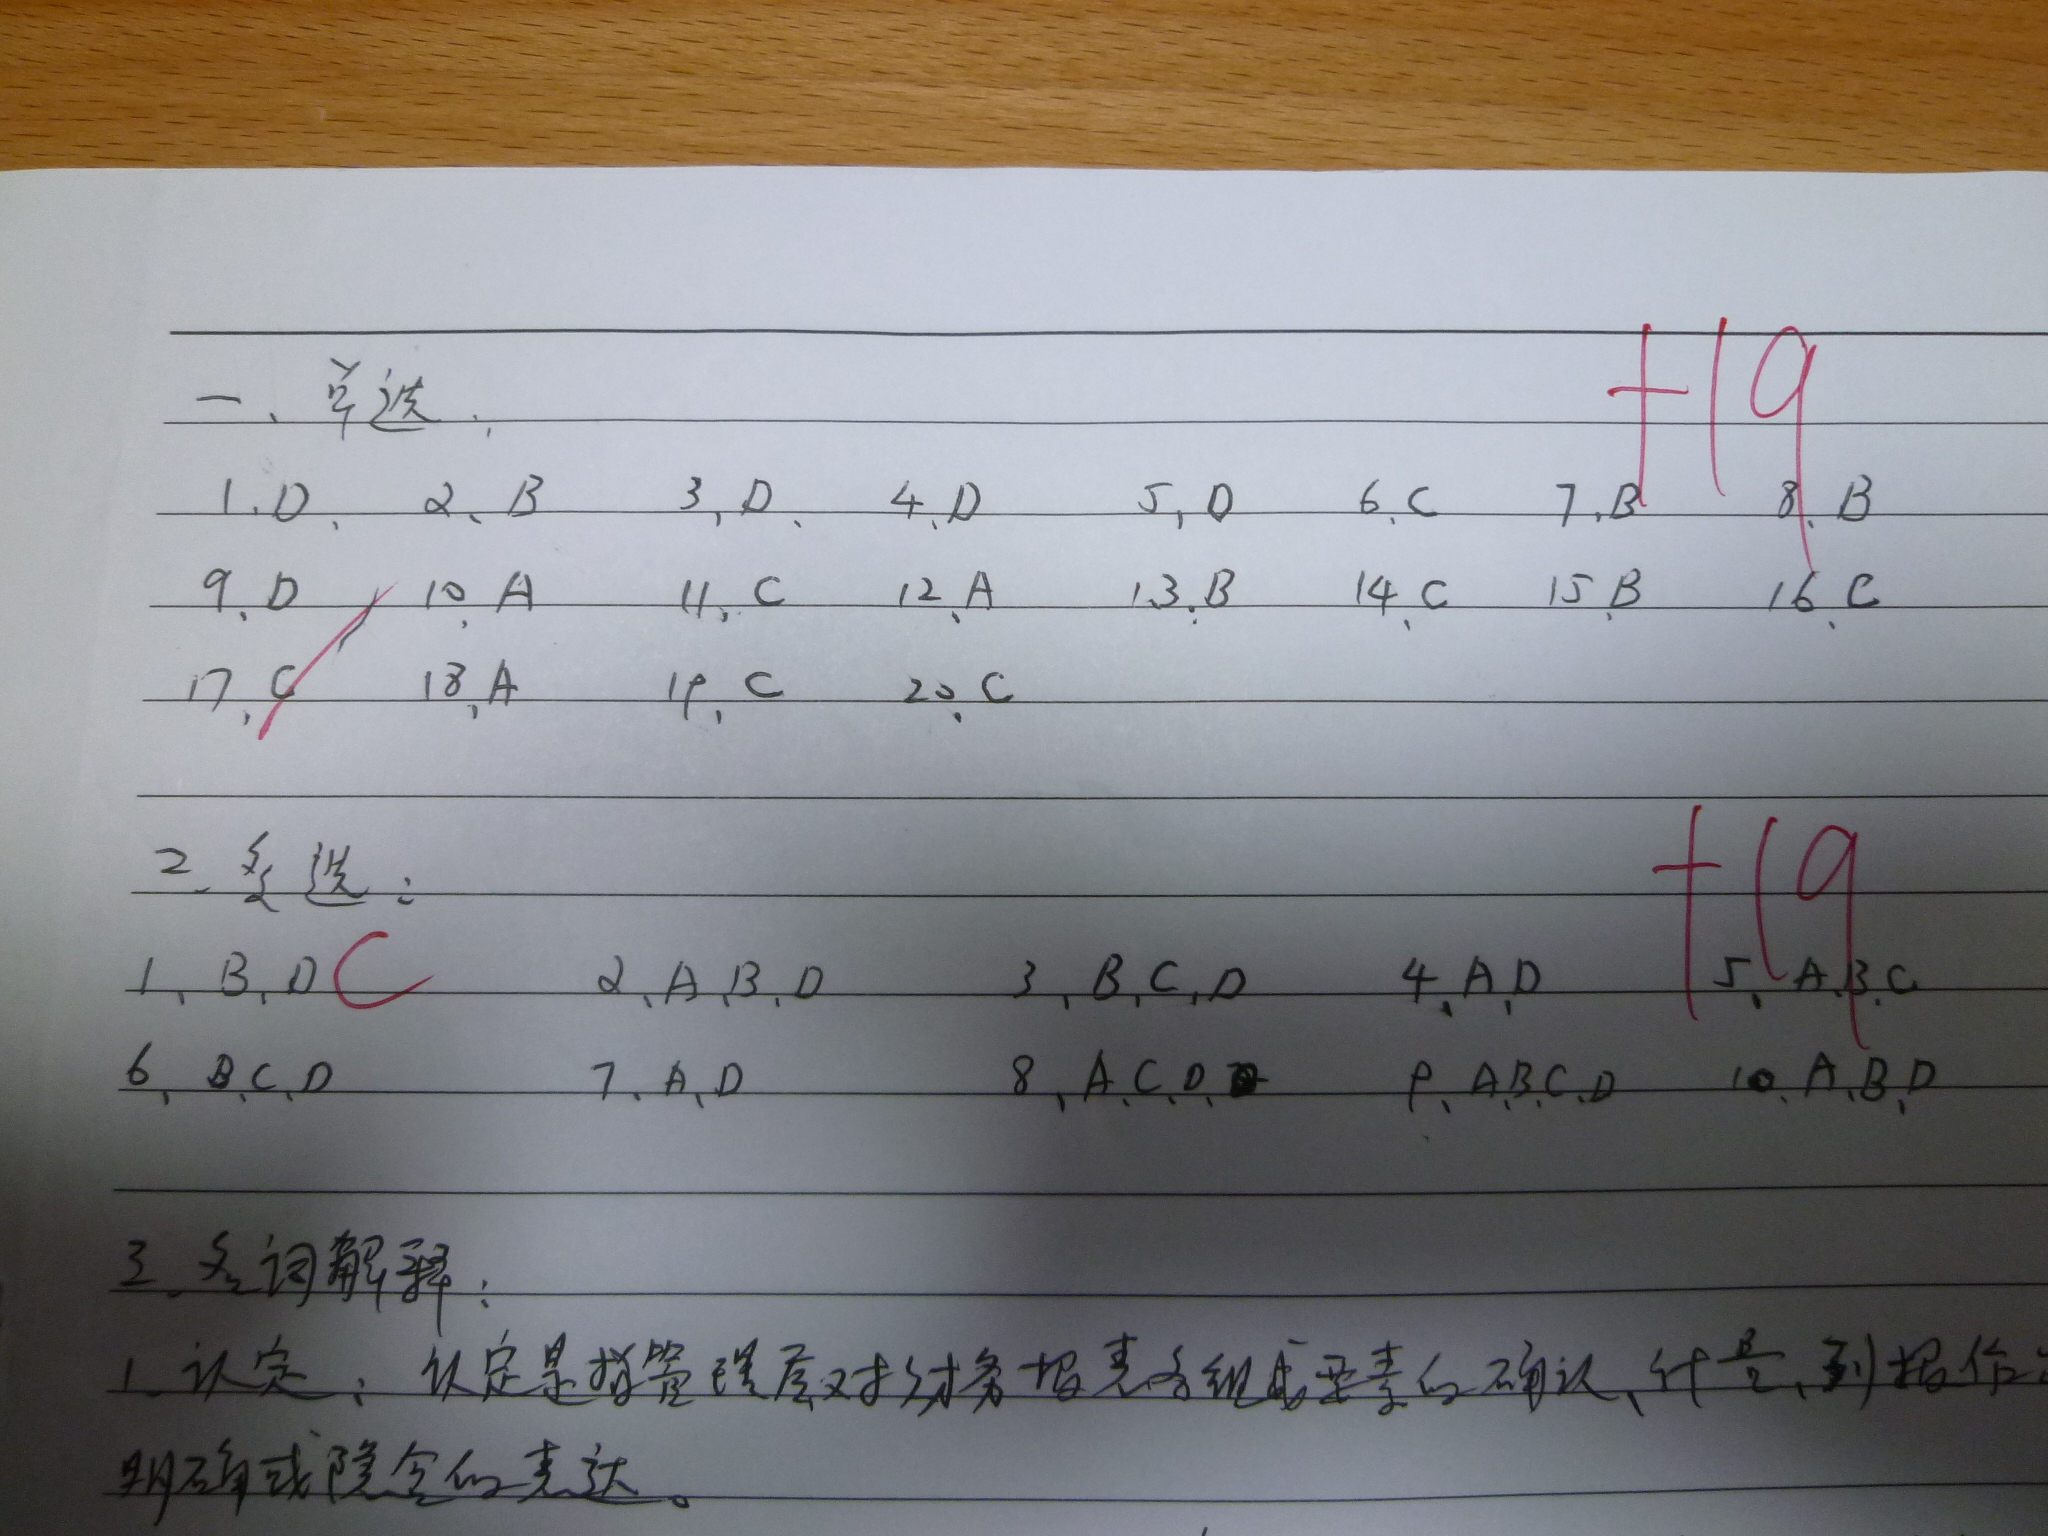 一、单选：
+19
1、D、 2、B 3、D、 4、D 5、D 6、C 7、B 8、B
9、D 10、A 11、C 12、A 13、B 14、C 15、B 16、C
17、C 18、A 19、C 20、C
2、多选：
+19
1、B、D C 2、A、B、D 3、B、C、D 4、A、D 5、A、B、C
6、B、C、D 7、A、D 8、A、C、D、 9、A、B、C、D 10、A、B、D
3、名词解释：
1、认定：认定是指管理层对财务报表各组成要素的确认、计量、列报作
明确或隐含的表达。